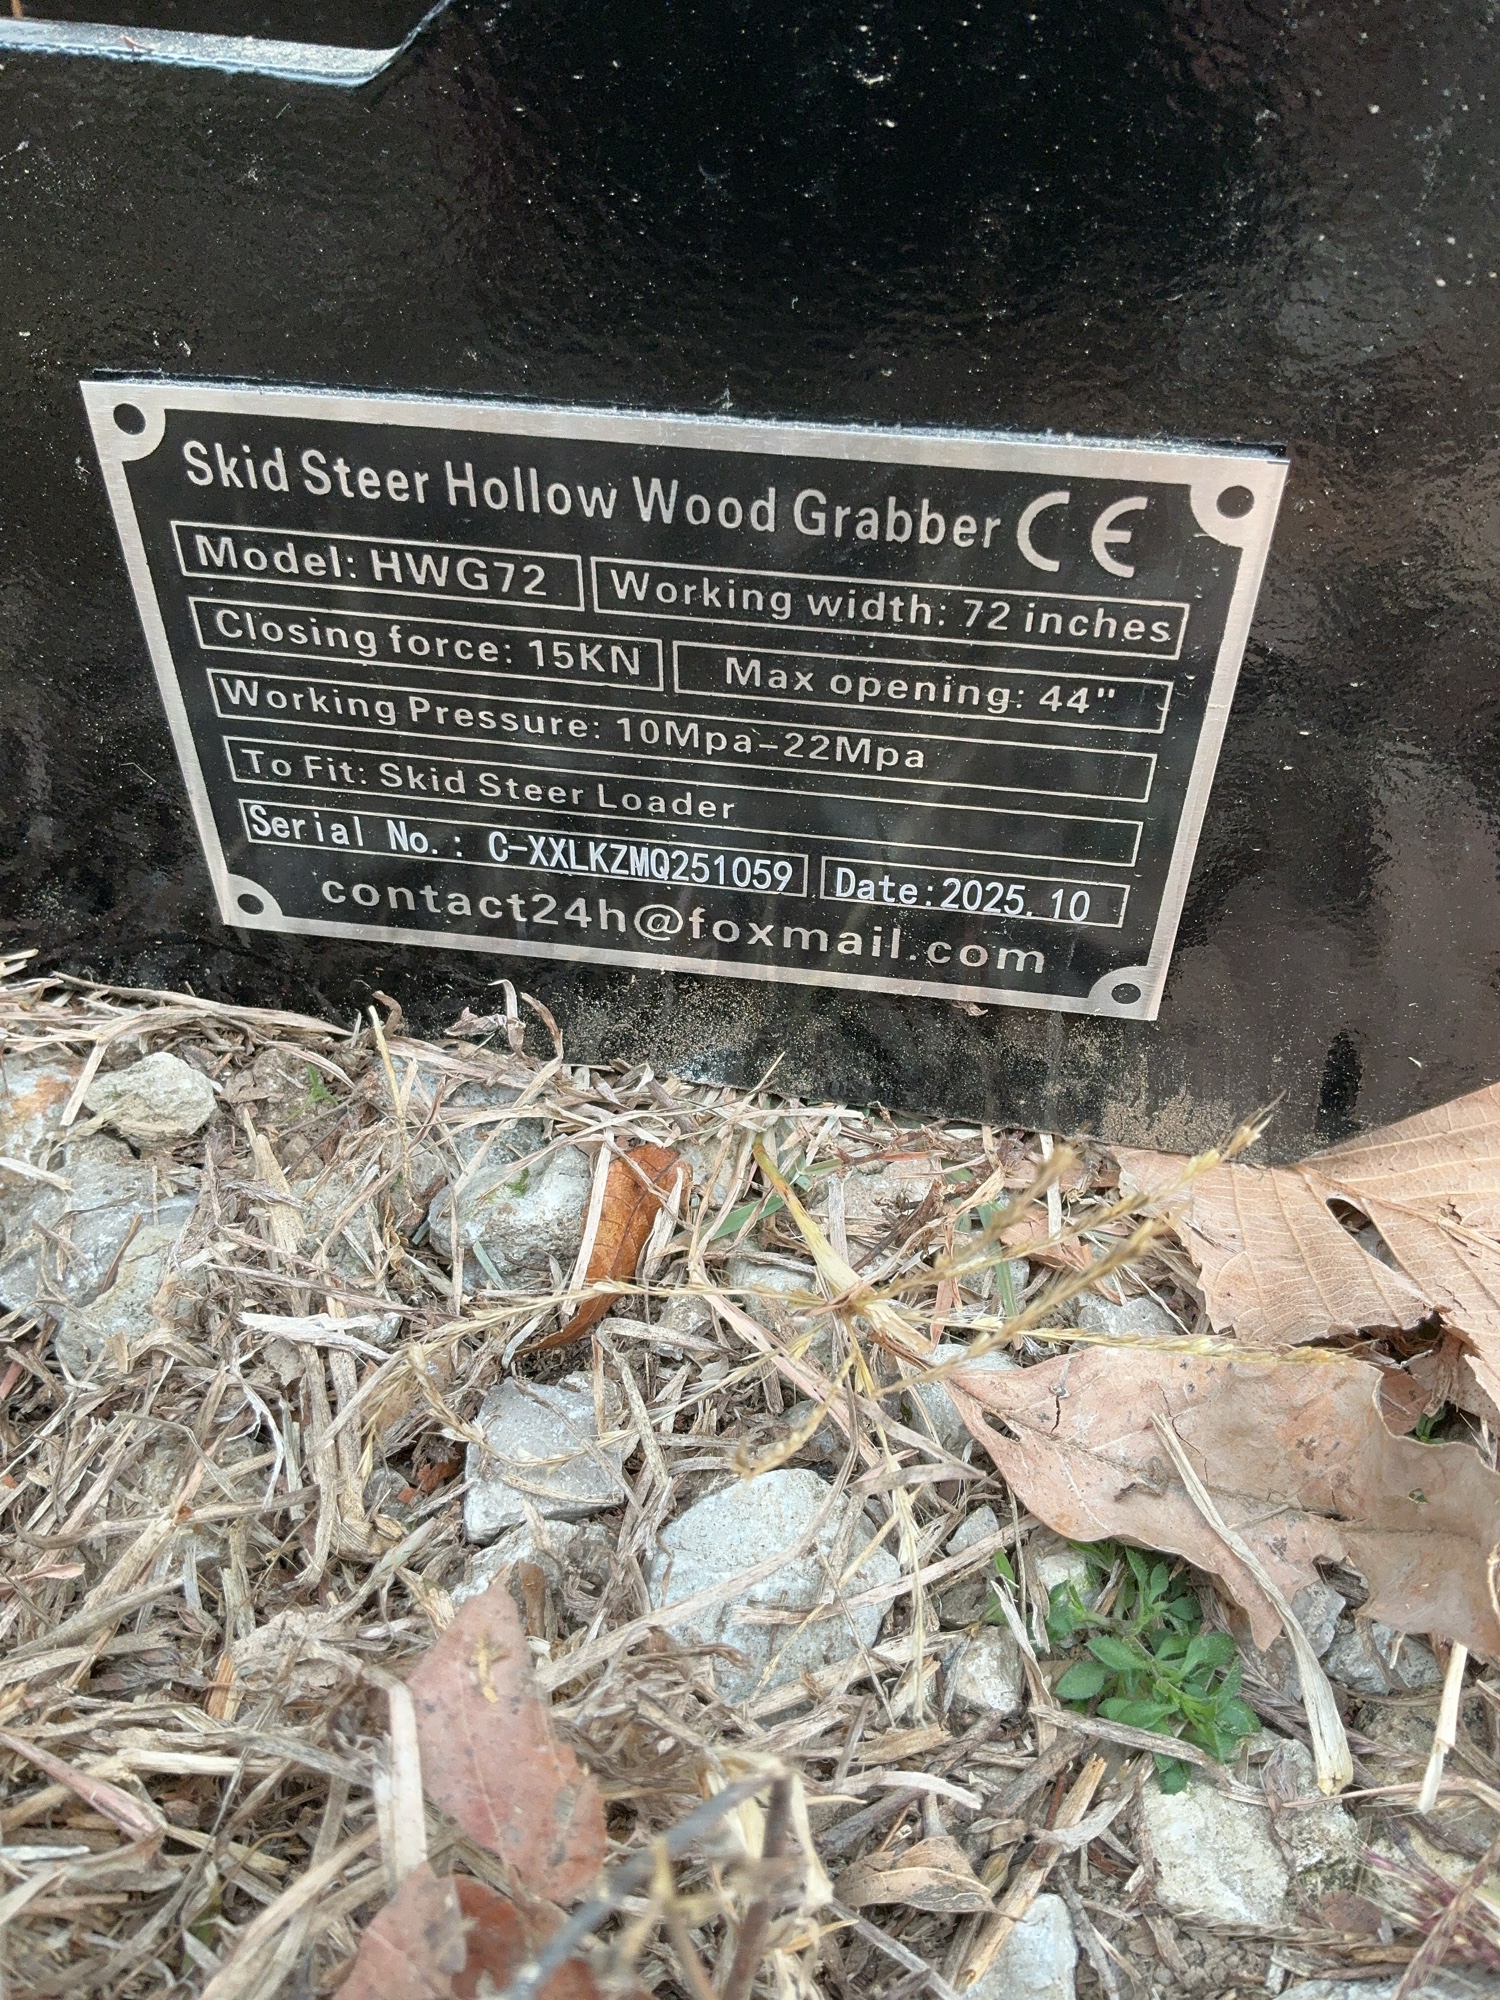 Skid Steer Hollow Wood Grabber CE
Model: HWG72 Working width: 72 inches
Closing force: 15KN Max opening: 44"
Working Pressure: 10Mpa-22Mpa
To Fit: Skid Steer Loader
Serial No.: C-XXLKZMQ251059 Date:2025.10
contact24h@foxmail.com